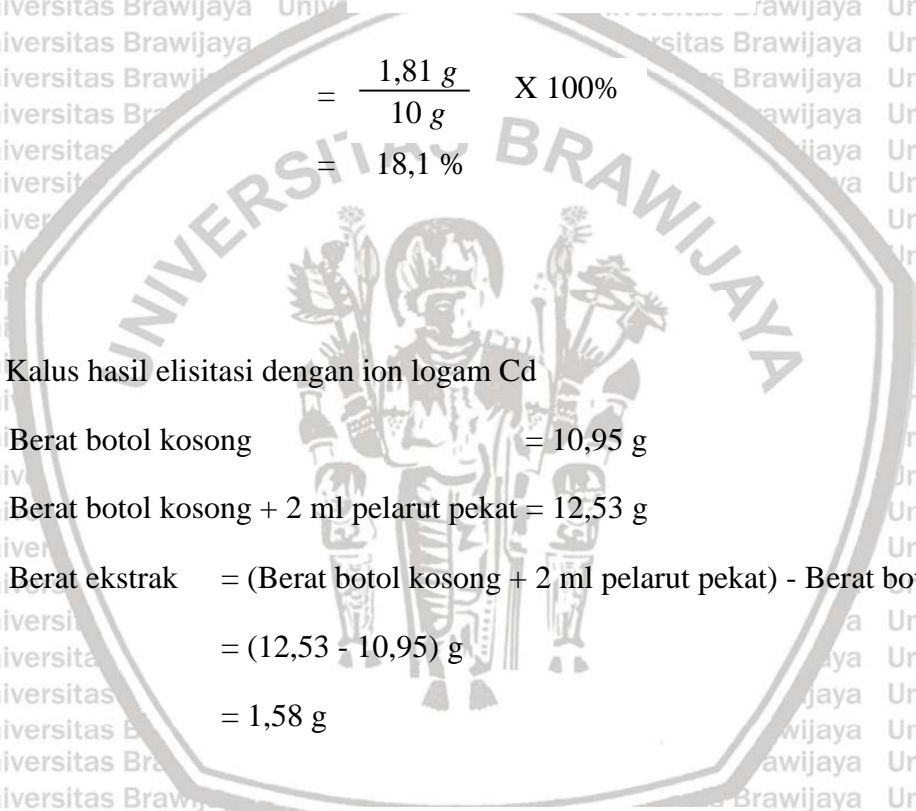 = 1,81 g / 10 g X 100%
= 18,1 %
UNIVERSITAS BRAWIJAYA
Kalus hasil elisitasi dengan ion logam Cd
Berat botol kosong = 10,95 g
Berat botol kosong + 2 ml pelarut pekat = 12,53 g
Berat ekstrak = (Berat botol kosong + 2 ml pelarut pekat) - Berat
= (12,53 - 10,95) g
= 1,58 g